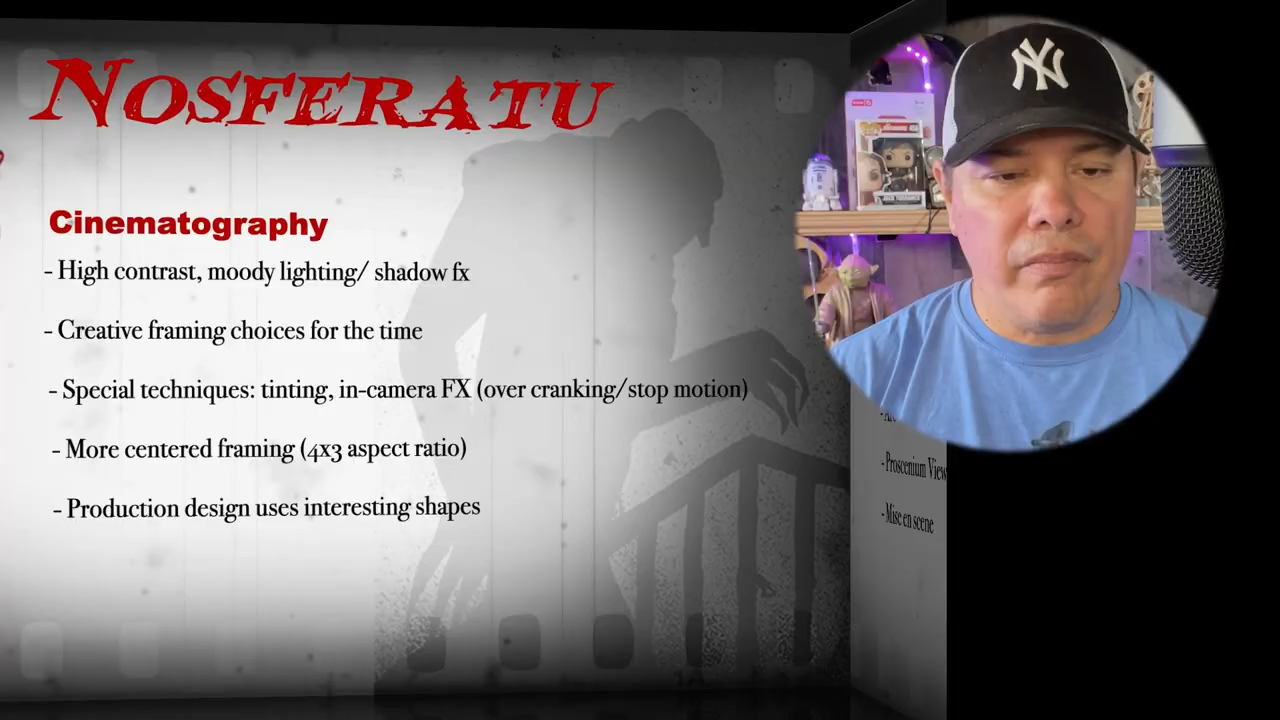 NOSFERATU
Cinematography
- High contrast, moody lighting/ shadow fx
- Creative framing choices for the time
- Special techniques: tinting, in-camera FX (over cranking/stop motion)
- More centered framing (4x3 aspect ratio)
- Production design uses interesting shapes
- Proscenium View
- Mise en scene
NY